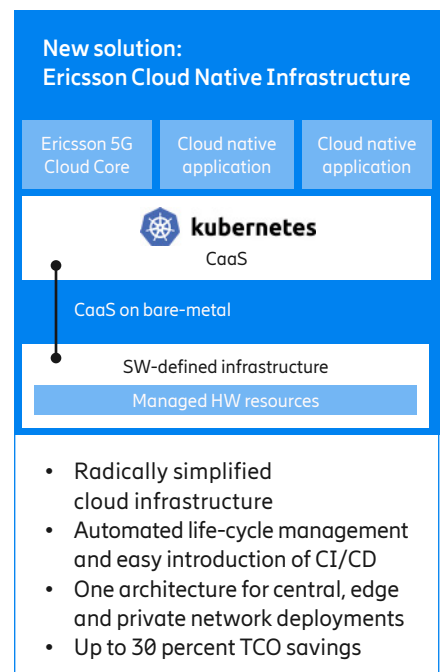 New solution:
Ericsson Cloud Native Infrastructure
Ericsson 5G
Cloud Core
Cloud native
application
Cloud native
application
kubernetes
CaaS
CaaS on bare-metal
SW-defined infrastructure
Managed HW resources
• Radically simplified
cloud infrastructure
• Automated life-cycle management
and easy introduction of CI/CD
• One architecture for central, edge
and private network deployments
• Up to 30 percent TCO savings